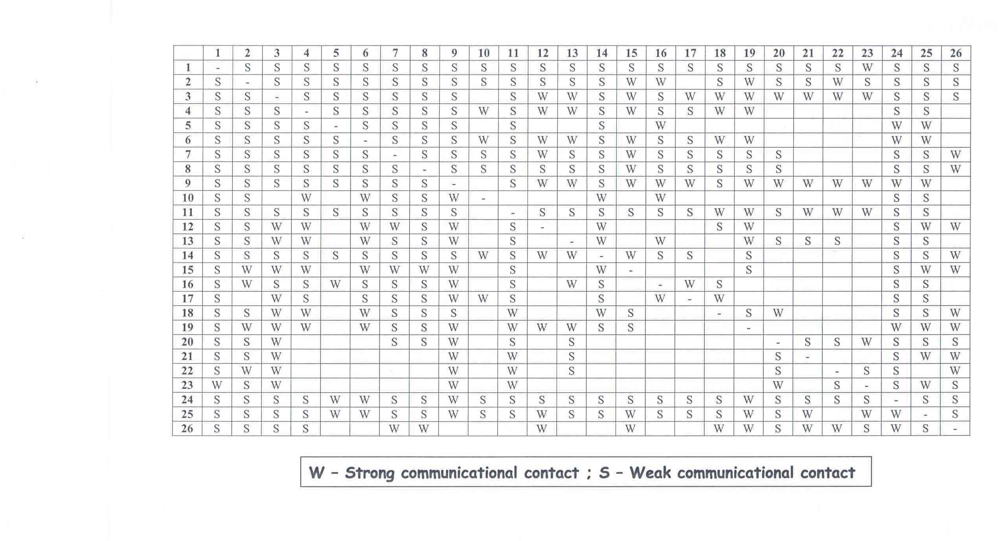 1 2 3 4 5 6 7 8 9 10 11 12 13 14 15 16 17 18 19 20 21 22 23 24 25 26
1 - S S S S S S S S S S S S S S S S S S S S S W S S S
2 S - S S S S S S S S S S S S W W S W S S W S S S S
3 S S - S S S S S S S W W S W S W W W W W W W S S S
4 S S S - S S S S S W S W W S W S S W W S S
5 S S S S - S S S S S S W W W
6 S S S S S - S S S W S W W S W S S W W W W
7 S S S S S S - S S S S W S S W S S S S S S S W
8 S S S S S S S - S S S S S S W S S S S S S S W
9 S S S S S S S S - S W W S W W W S W W W W W W W
10 S S W W S S W - W W S S
11 S S S S S S S S S - S S S S S S W W S W W W S S
12 S S W W W W S W S - W S W S W W
13 S S W W W S S W S - W W W S S S S S
14 S S S S S S S S S W S W W - W S S S S S W
15 S W W W W W W W S W - S S W W
16 S W S S W S S S W S W S - W S S S
17 S W S S S S W W S S W - W S S
18 S S W W W S S S W W S - S W S S W
19 S W W W W S S W W W W S S - W W W
20 S S W S S W S S - S S W S S S
21 S S W W W S S - S W W
22 S W W W W S S - S S W
23 W S W W W W S - S W S
24 S S S S W W S S W S S S S S S S S S W S S S S - S S
25 S S S S W W S S W S S W S S W S S S W S W W W - S
26 S S S S W W W W W W S W W S W S -
W – Strong communicational contact ; S – Weak communicational contact